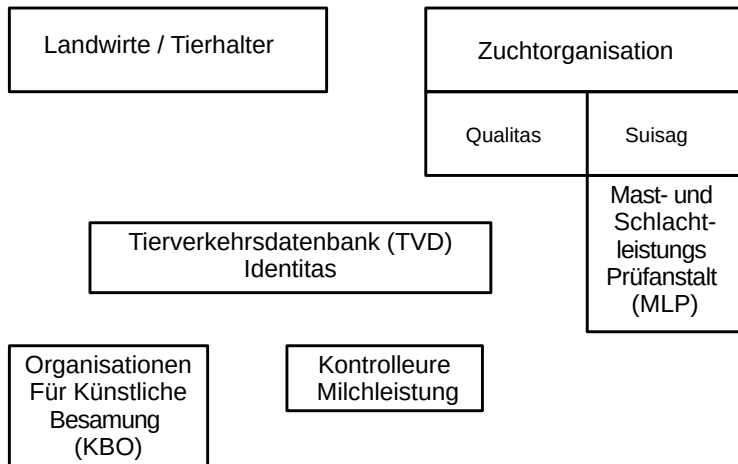 Landwirte / Tierhalter
Zuchtorganisation
Qualitas
Suisag
Mast- und
Schlacht-
leistungs
Prüfanstalt
(MLP)
Tierverkehrsdatenbank (TVD)
Identitas
Organisationen
Für Künstliche
Besamung
(KBO)
Kontrolleure
Milchleistung